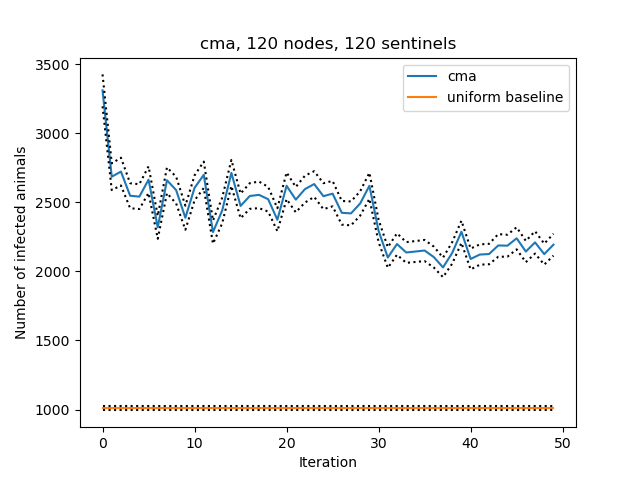 cma, 120 nodes, 120 sentinels
cma
uniform baseline
Number of infected animals
3500
3000
2500
2000
1500
1000
0 10 20 30 40 50
Iteration